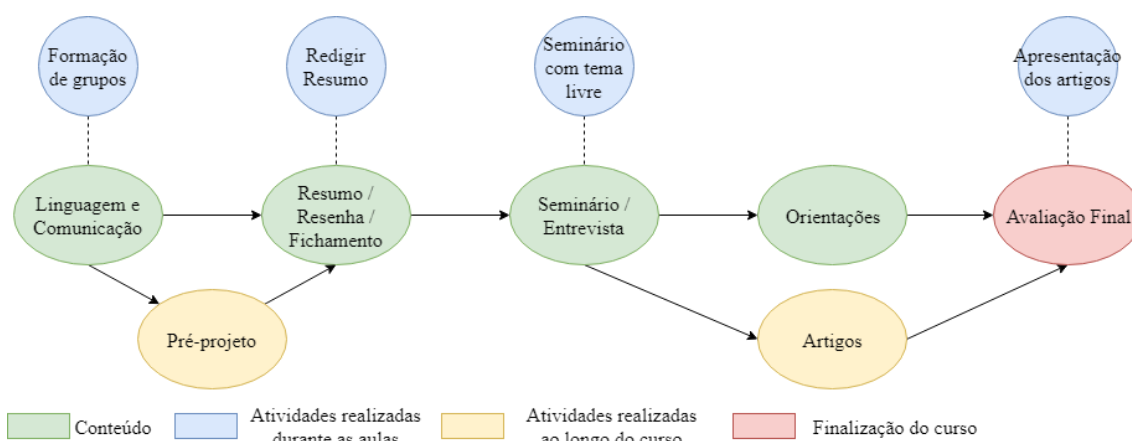 Formação
de grupos
Redigir
Resumo
Seminário
com tema
livre
Apresentação
dos artigos
Linguagem e
Comunicação
Resumo /
Resenha /
Fichamento
Seminário /
Entrevista
Orientações
Avaliação Final
Pré-projeto
Artigos
Conteúdo
Atividades realizadas
durante as aulas
Atividades realizadas
ao longo do curso
Finalização do curso